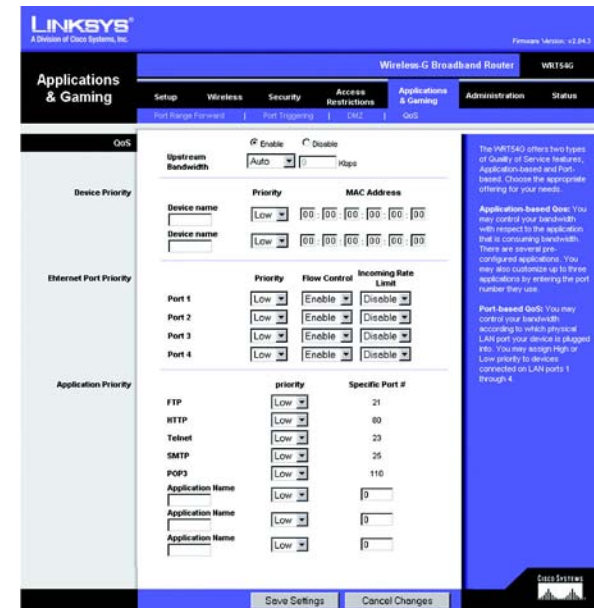 LINKSYS®
A Division of Cisco Systems, Inc.
Firmware Version: v2.04.3
Wireless-G Broadband Router WRT54G
Applications & Gaming
Setup Wireless Security Access Restrictions Applications & Gaming Administration Status
Port Range Forward | Port Triggering | DMZ | QoS
QoS
Enable Disable
Upstream Bandwidth Auto 0 Kbps
Device Priority
Priority MAC Address
Device name
Low 00 : 00 : 00 : 00 : 00 : 00
Device name
Low 00 : 00 : 00 : 00 : 00 : 00
Ehternet Port Priority
Priority Flow Control Incoming Rate Limit
Port 1 Low Enable Disable
Port 2 Low Enable Disable
Port 3 Low Enable Disable
Port 4 Low Enable Disable
Application Priority
priority Specific Port #
FTP Low 21
HTTP Low 80
Telnet Low 23
SMTP Low 25
POP3 Low 110
Application Name
Low 0
Application Name
Low 0
Application Name
Low 0
The WRT54G offers two types
of Quality of Service features,
Application-based and Port-
based. Choose the appropriate
offering for your needs.
Application-based Qos: You
may control your bandwidth
with respect to the application
that is consuming bandwidth.
There are several pre-
configured applications. You
may also customize up to three
applications by entering the port
number they use.
Port-based QoS: You may
control your bandwidth
according to which physical
LAN port your device is plugged
into. You may assign High or
Low priority to devices
connected on LAN ports 1
through 4.
Save Settings Cancel Changes
CISCO SYSTEMS